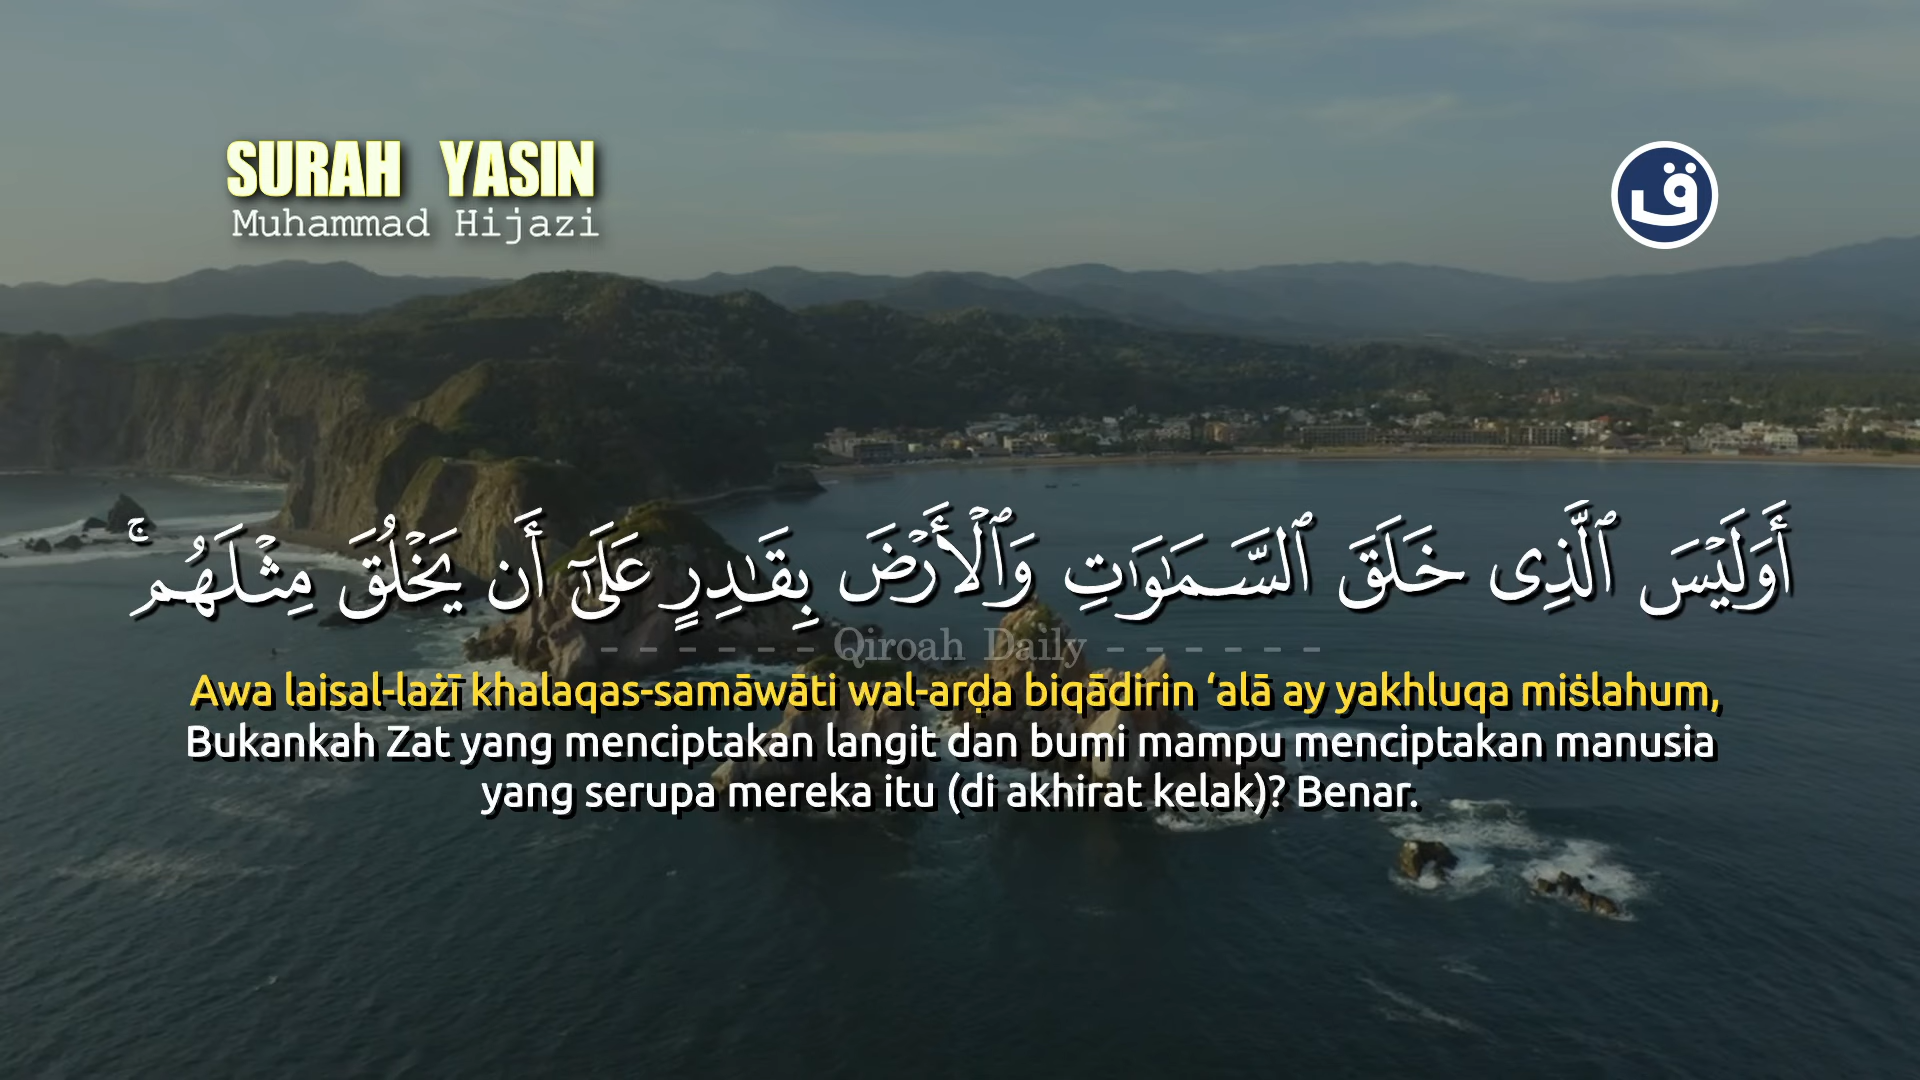 SURAH YASIN
Muhammad Hijazi
ق
أَوَلَيْسَ ٱلَّذِى خَلَقَ ٱلسَّمَـٰوَٰتِ وَٱلْأَرْضَ بِقَـٰدِرٍ عَلَىٰٓ أَن يَخْلُقَ مِثْلَهُم ۚ
- - - - - - Qiroah Daily - - - - - -
Awa laisal-lażī khalaqas-samāwāti wal-arḍa biqādirin ‘alā ay yakhluqa miṡlahum,
Bukankah Zat yang menciptakan langit dan bumi mampu menciptakan manusia
yang serupa mereka itu (di akhirat kelak)? Benar.